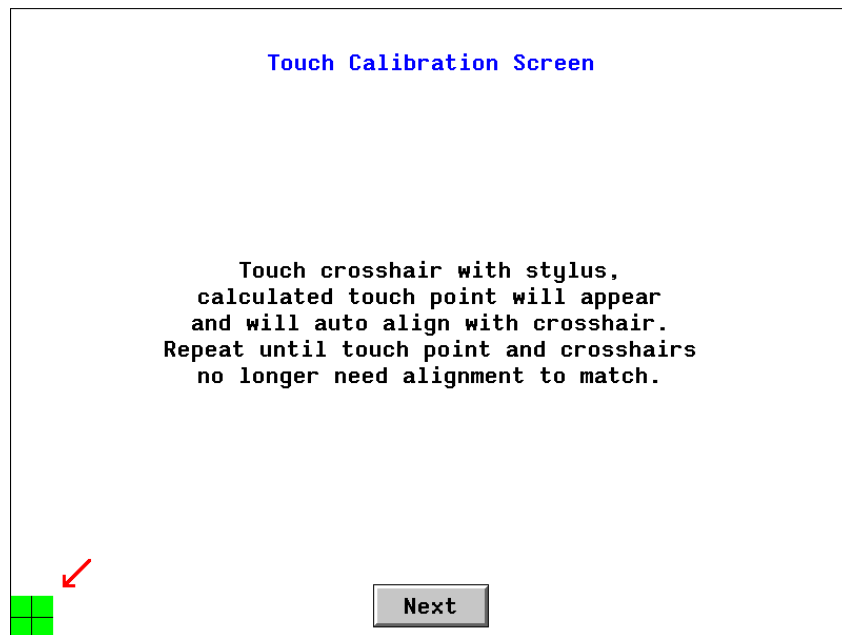 Touch Calibration Screen
Touch crosshair with stylus,
calculated touch point will appear
and will auto align with crosshair.
Repeat until touch point and crosshairs
no longer need alignment to match.
Next